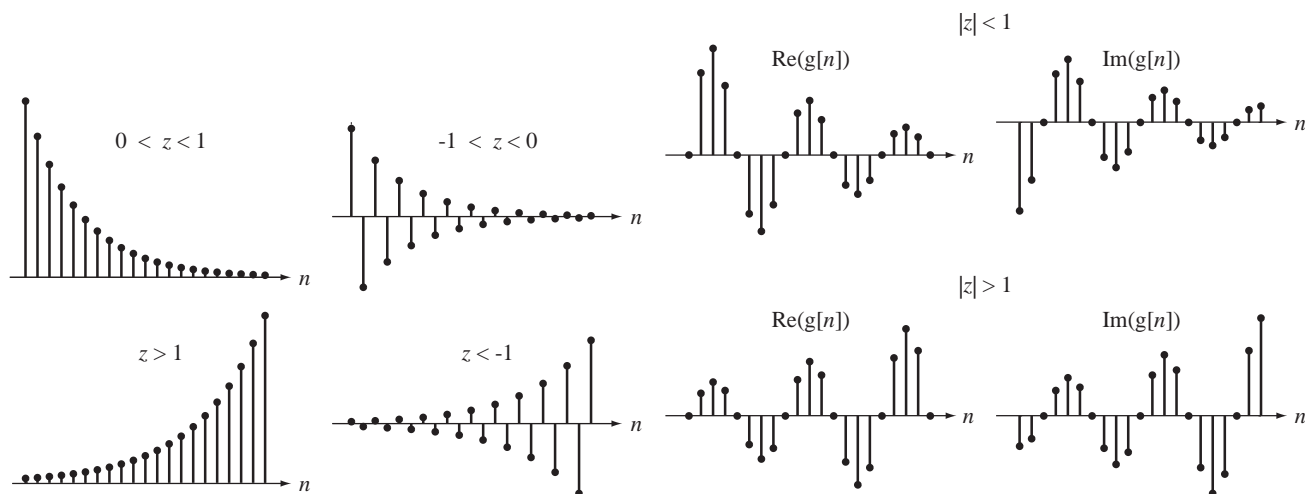 |z| < 1
Re(g[n])
Im(g[n])
0 < z < 1
-1 < z < 0
n
n
n
n
|z| > 1
Re(g[n])
Im(g[n])
z > 1
z < -1
n
n
n
n